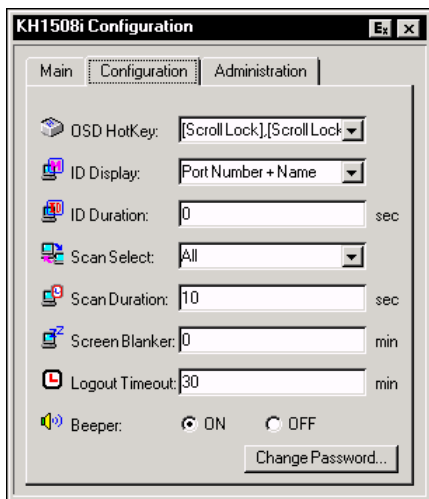 KH1508i Configuration
Main Configuration Administration
OSD HotKey: [Scroll Lock],[Scroll Lock
ID Display: Port Number + Name
ID Duration: 0 sec
Scan Select: All
Scan Duration: 10 sec
Screen Blanker: 0 min
Logout Timeout: 30 min
Beeper: ON OFF
Change Password...